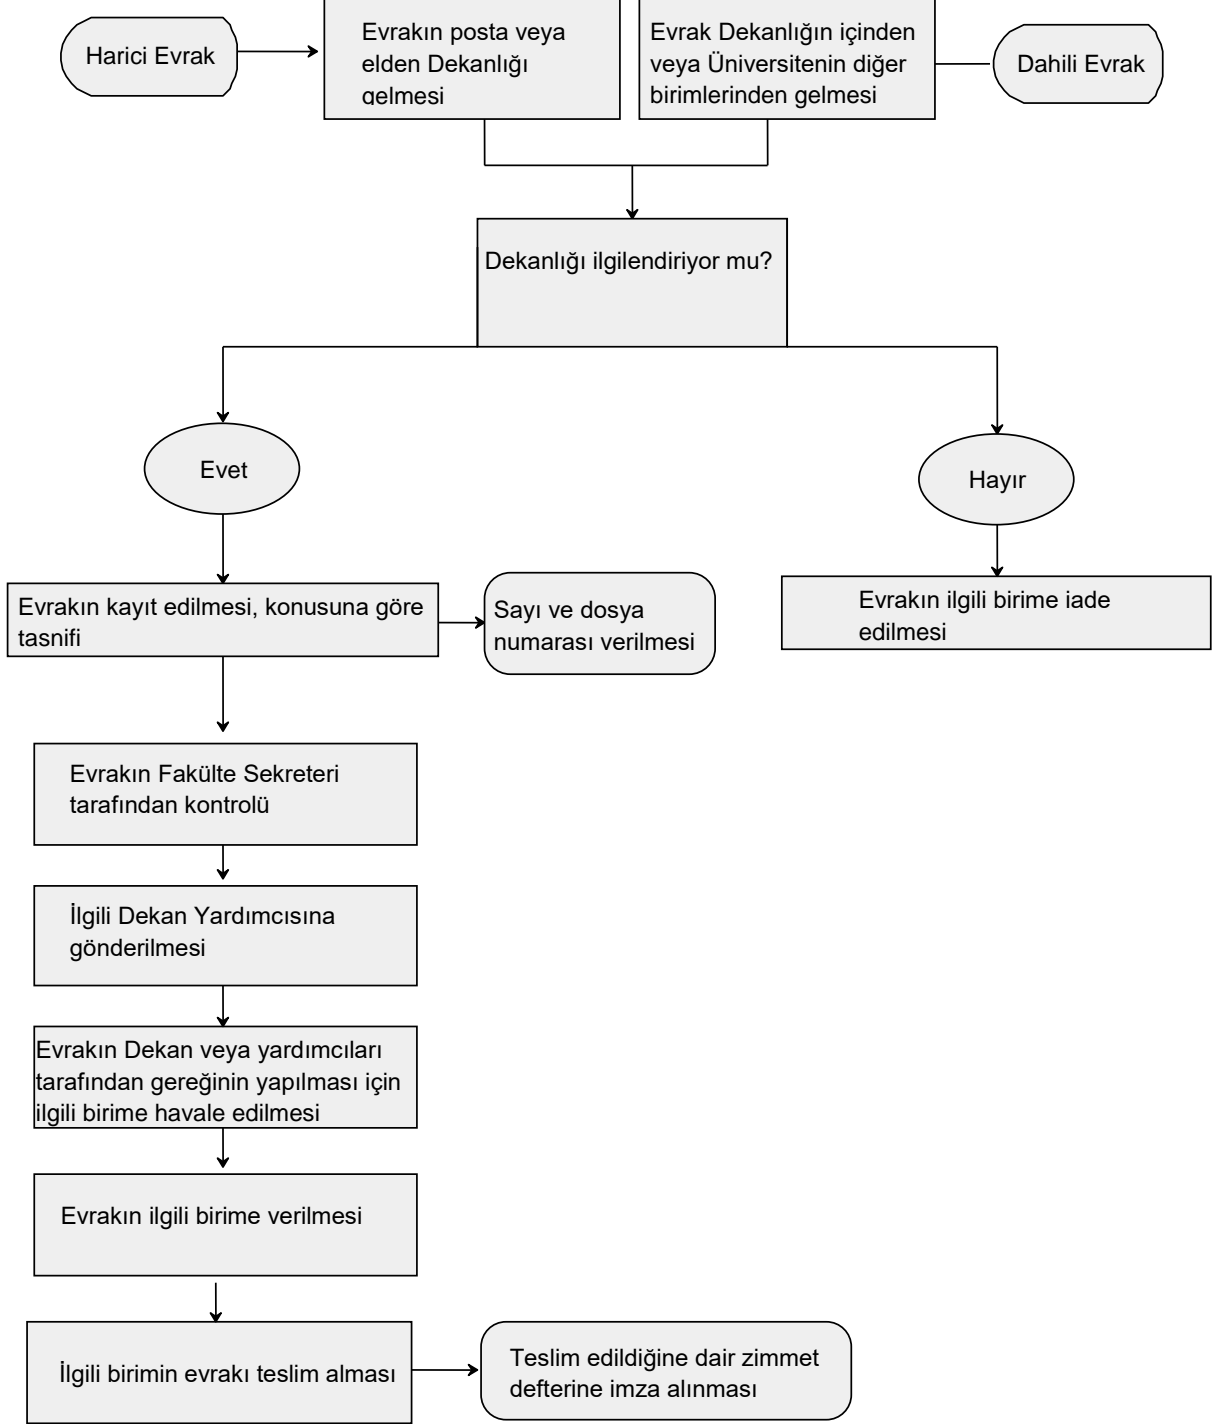 Harici Evrak
Evrakın posta veya
elden Dekanlığı
gelmesi
Evrak Dekanlığın içinden
veya Üniversitenin diğer
birimlerinden gelmesi
Dahili Evrak
Dekanlığı ilgilendiriyor mu?
Evet
Hayır
Evrakın kayıt edilmesi, konusuna göre
tasnifi
Sayı ve dosya
numarası verilmesi
Evrakın ilgili birime iade
edilmesi
Evrakın Fakülte Sekreteri
tarafından kontrolü
İlgili Dekan Yardımcısına
gönderilmesi
Evrakın Dekan veya yardımcıları
tarafından gereğinin yapılması için
ilgili birime havale edilmesi
Evrakın ilgili birime verilmesi
İlgili birimin evrakı teslim alması
Teslim edildiğine dair zimmet
defterine imza alınması